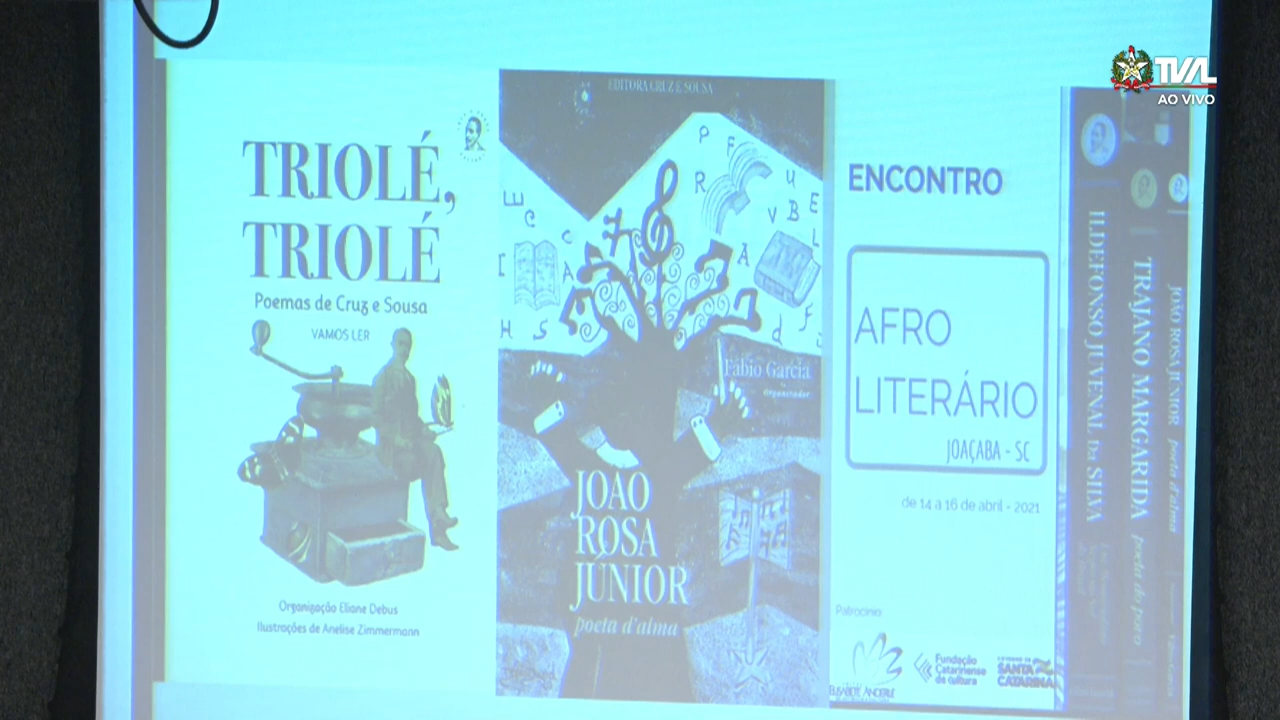 TVAL
AO VIVO
TRIOLÉ,
TRIOLÉ
Poemas de Cruz e Sousa
VAMOS LER
Organização Eliane Debus
Ilustrações de Anelise Zimmermann
EDITORA CRUZ E SOUSA
Fábio Garcia
organizador
JOÃO
ROSA
JÚNIOR
poeta d'alma
ENCONTRO
AFRO
LITERÁRIO
JOAÇABA - SC
de 14 a 16 de abril - 2021
Patrocínio
ELISABETE ANDERLE
Fundação
Catarinense
de cultura
SANTA
CATARINA
ILDEFONSO JUVENAL DA SILVA
TRAJANO MARGARIDA poeta do povo
JOÃO ROSA JÚNIOR poeta d'alma